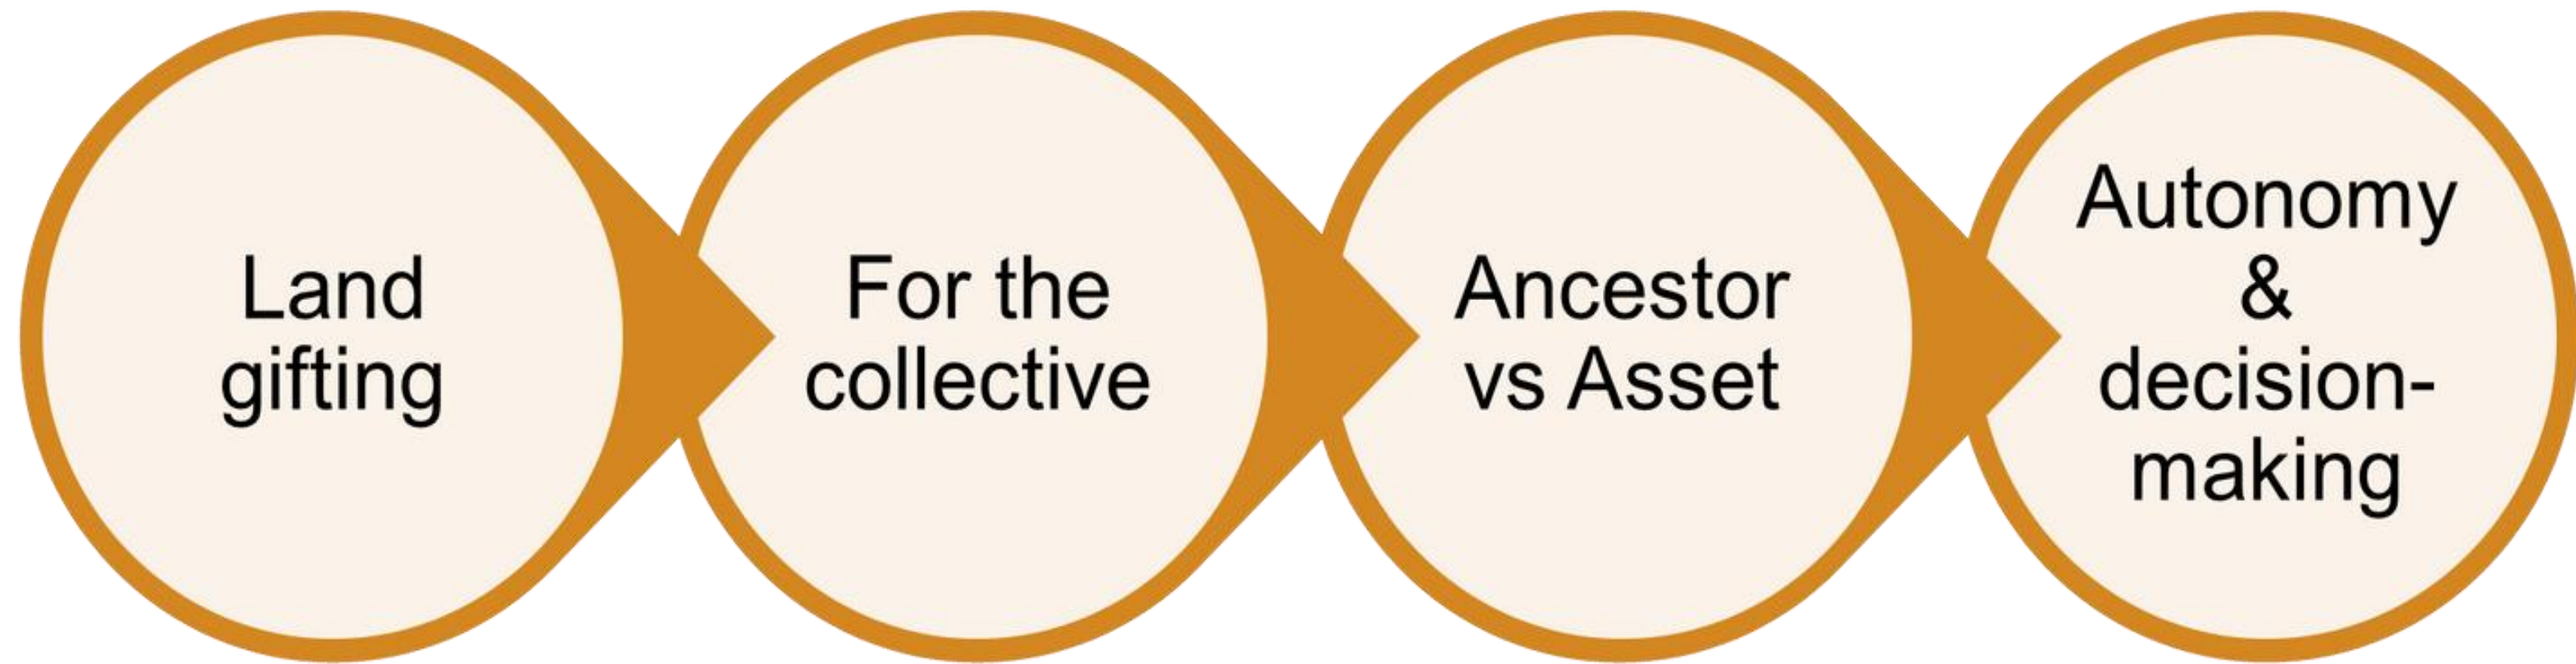 Land
gifting
For the
collective
Ancestor
vs Asset
Autonomy
&
decision-
making